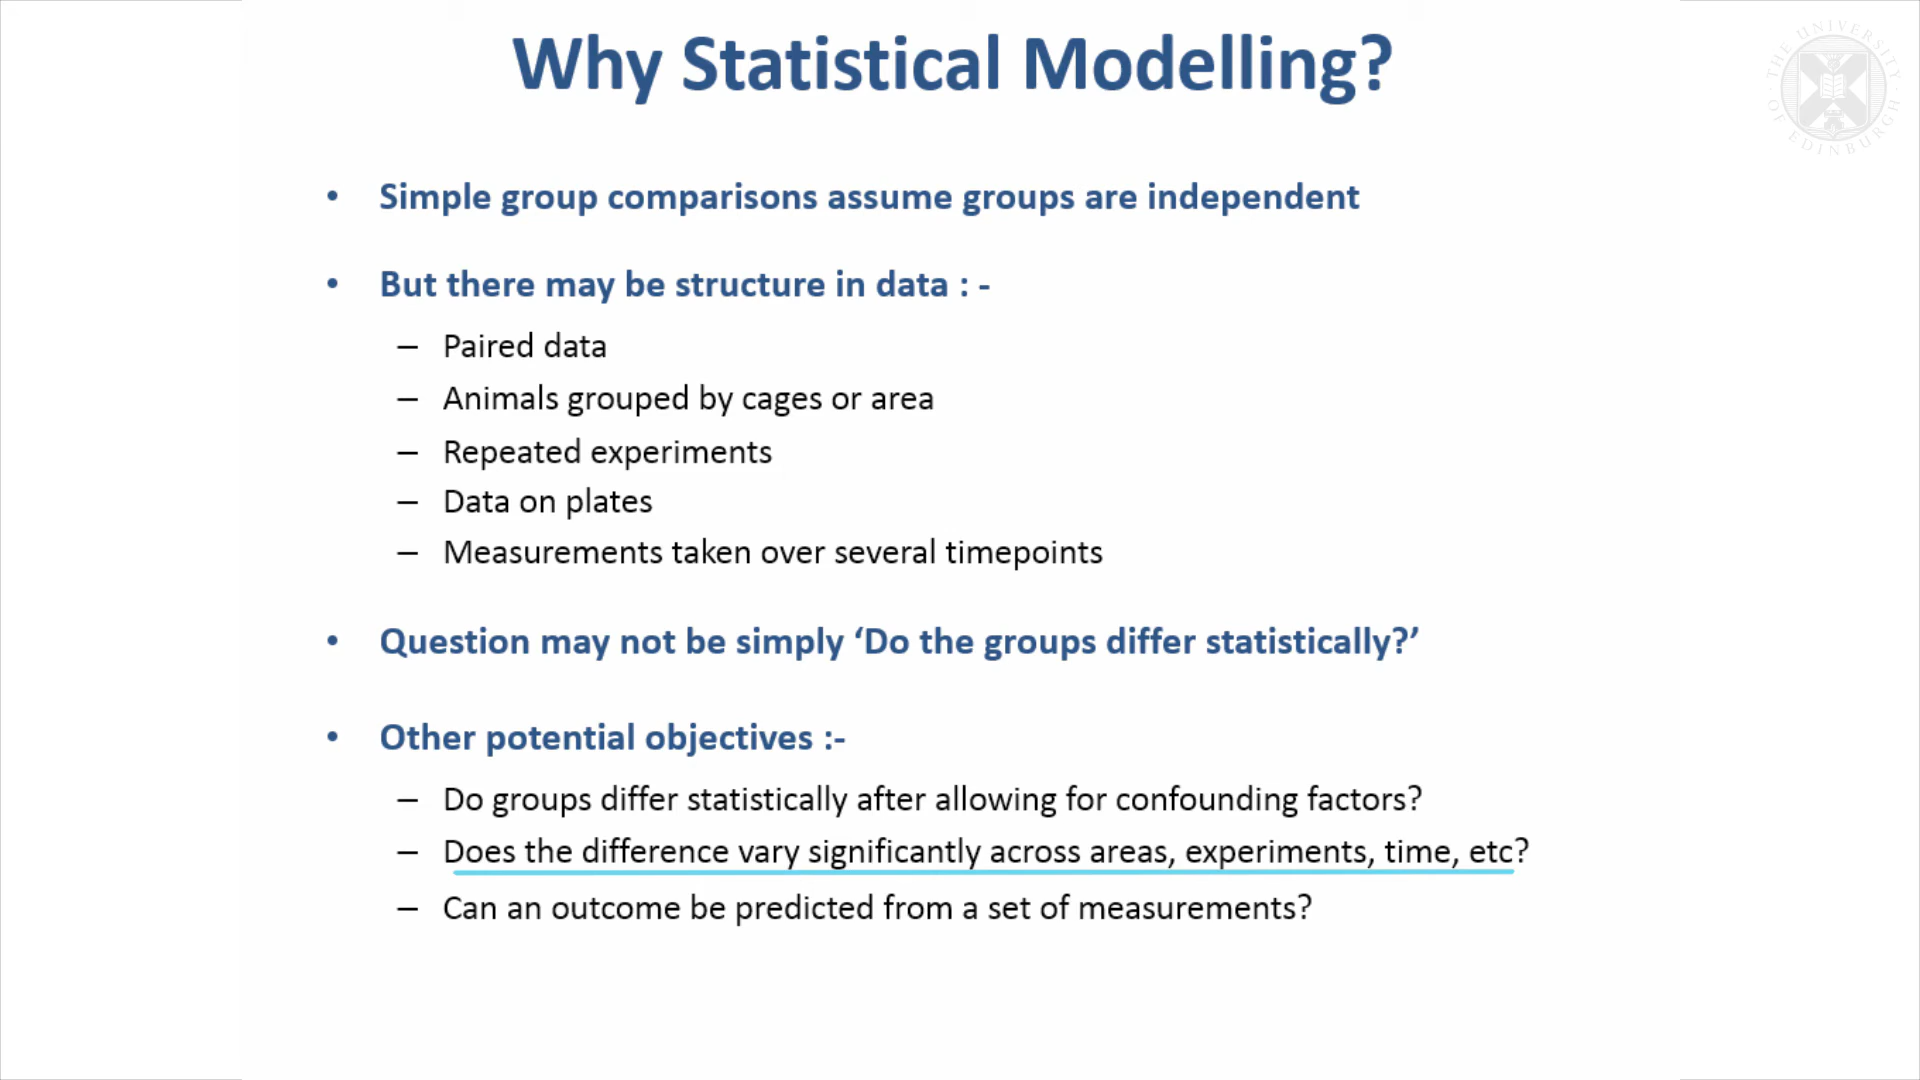 Why Statistical Modelling?
THE UNIVERSITY OF EDINBURGH
• Simple group comparisons assume groups are independent
• But there may be structure in data : -
– Paired data
– Animals grouped by cages or area
– Repeated experiments
– Data on plates
– Measurements taken over several timepoints
• Question may not be simply ‘Do the groups differ statistically?’
• Other potential objectives :-
– Do groups differ statistically after allowing for confounding factors?
– Does the difference vary significantly across areas, experiments, time, etc?
– Can an outcome be predicted from a set of measurements?